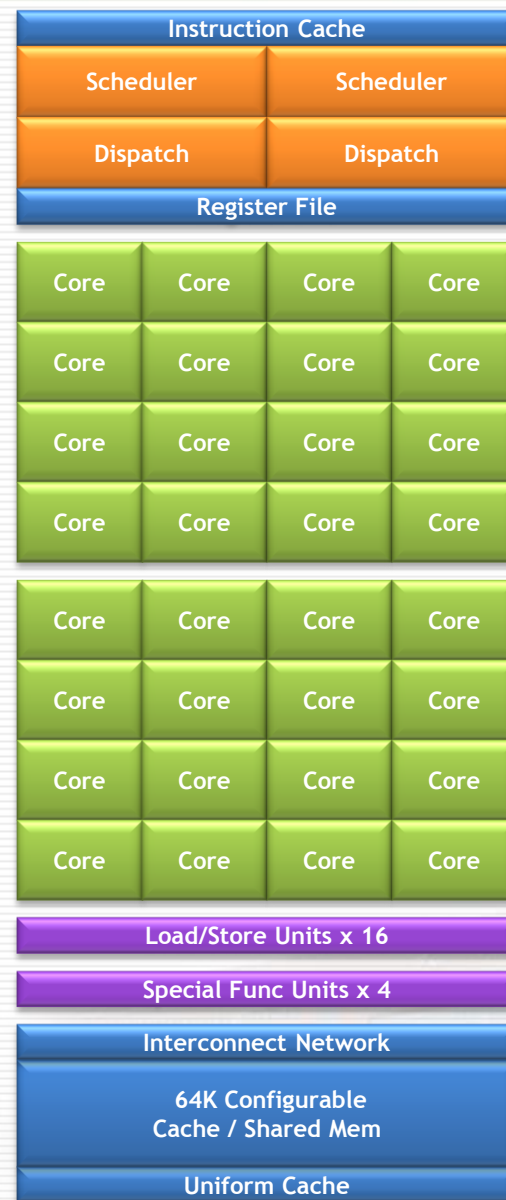 Instruction Cache
Scheduler Scheduler
Dispatch Dispatch
Register File
Core Core Core Core
Core Core Core Core
Core Core Core Core
Core Core Core Core
Core Core Core Core
Core Core Core Core
Core Core Core Core
Core Core Core Core
Load/Store Units x 16
Special Func Units x 4
Interconnect Network
64K Configurable
Cache / Shared Mem
Uniform Cache